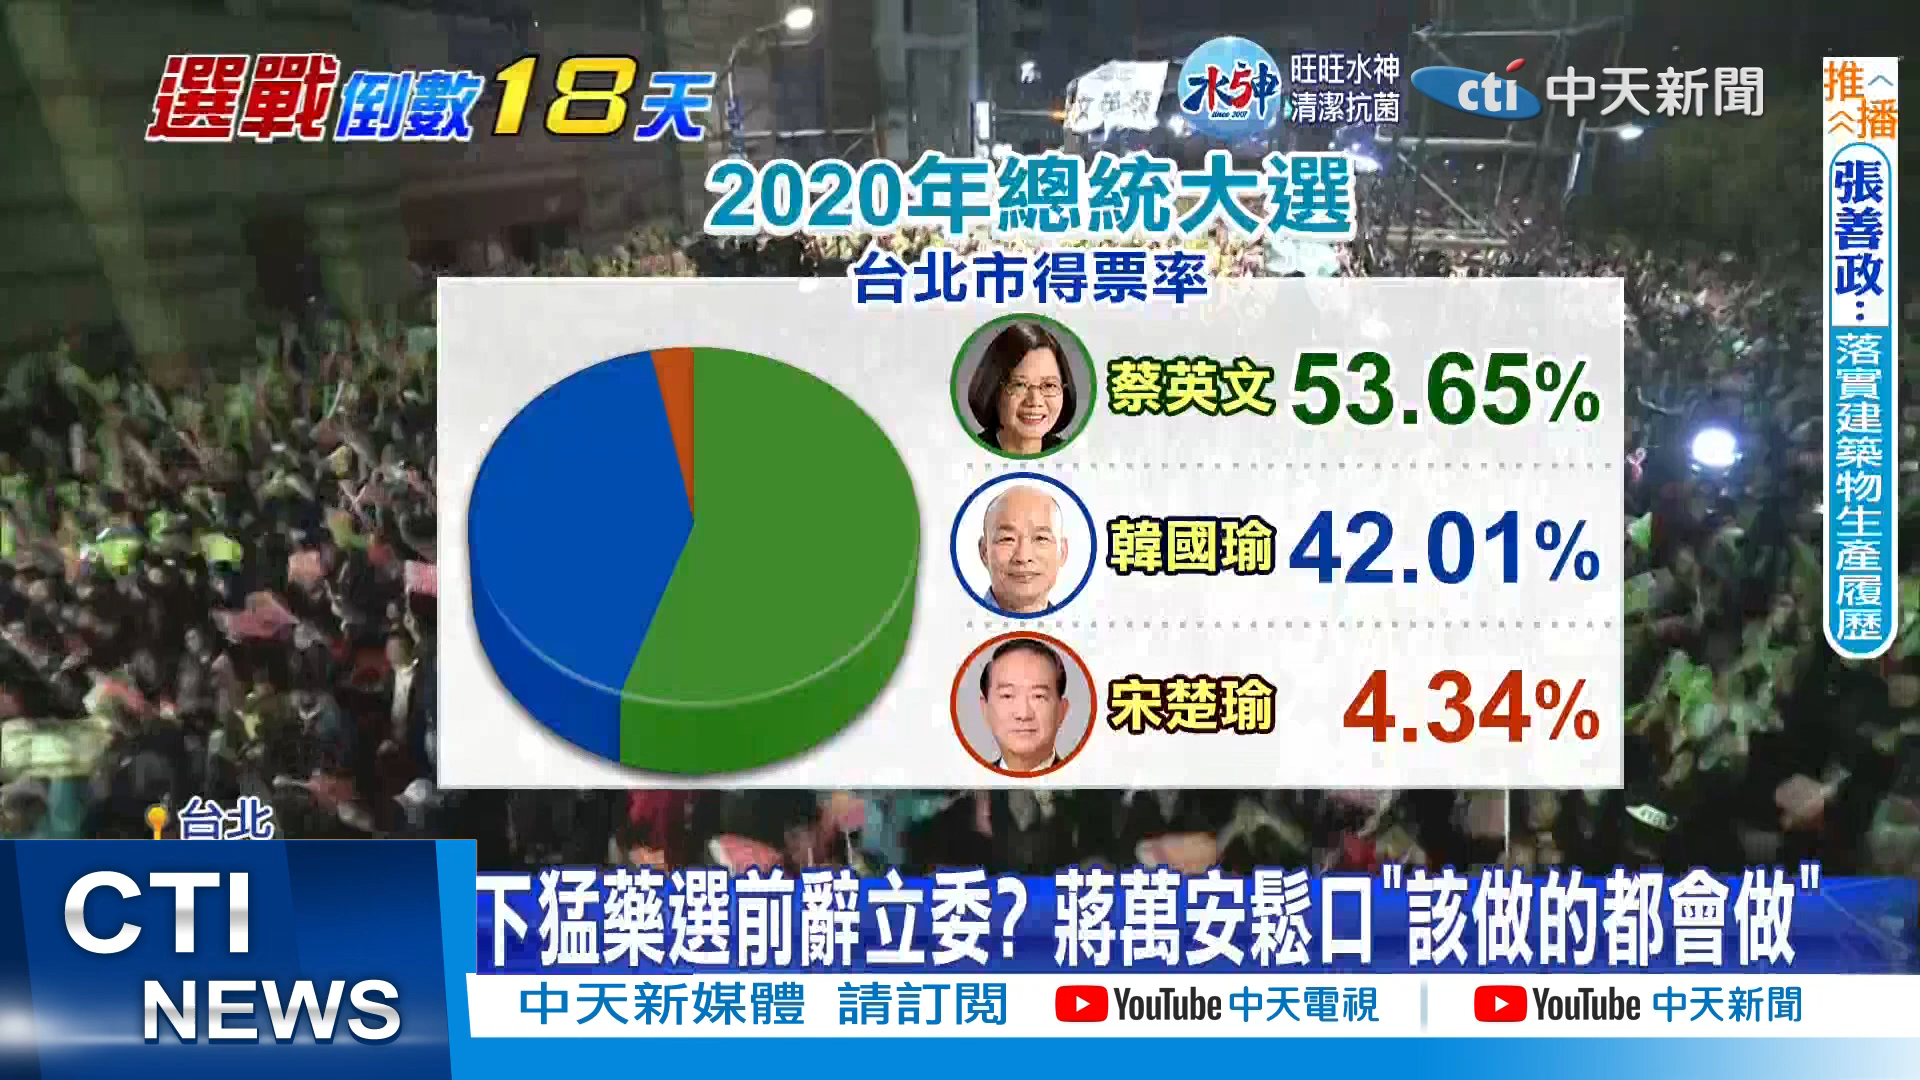 選戰倒數18天
水神
since 2007
旺旺水神
清潔抗菌
cti 中天新聞
推播
張善政:落實建築物生產履歷
2020年總統大選
台北市得票率
蔡英文 53.65%
韓國瑜 42.01%
宋楚瑜 4.34%
台北
CTI
NEWS
下猛藥選前辭立委? 蔣萬安鬆口"該做的都會做"
中天新媒體 請訂閱 YouTube 中天電視 | YouTube 中天新聞